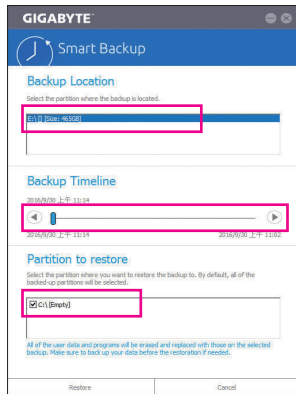 GIGABYTE™
Smart Backup
Backup Location
Select the partition where the backup is located.
E:\ [] [Size: 465GB]
Backup Timeline
2016/9/30 上午 11:14
2016/9/30 上午 11:14 2016/9/30 上午 11:02
Partition to restore
Select the partition where you want to restore the backup to. By default, all of the
backed-up partitions will be selected.
C:\ [Empty]
All of the user data and programs will be erased and replaced with those on the selected
backup. Make sure to back up your data before the restoration if needed.
Restore Cancel